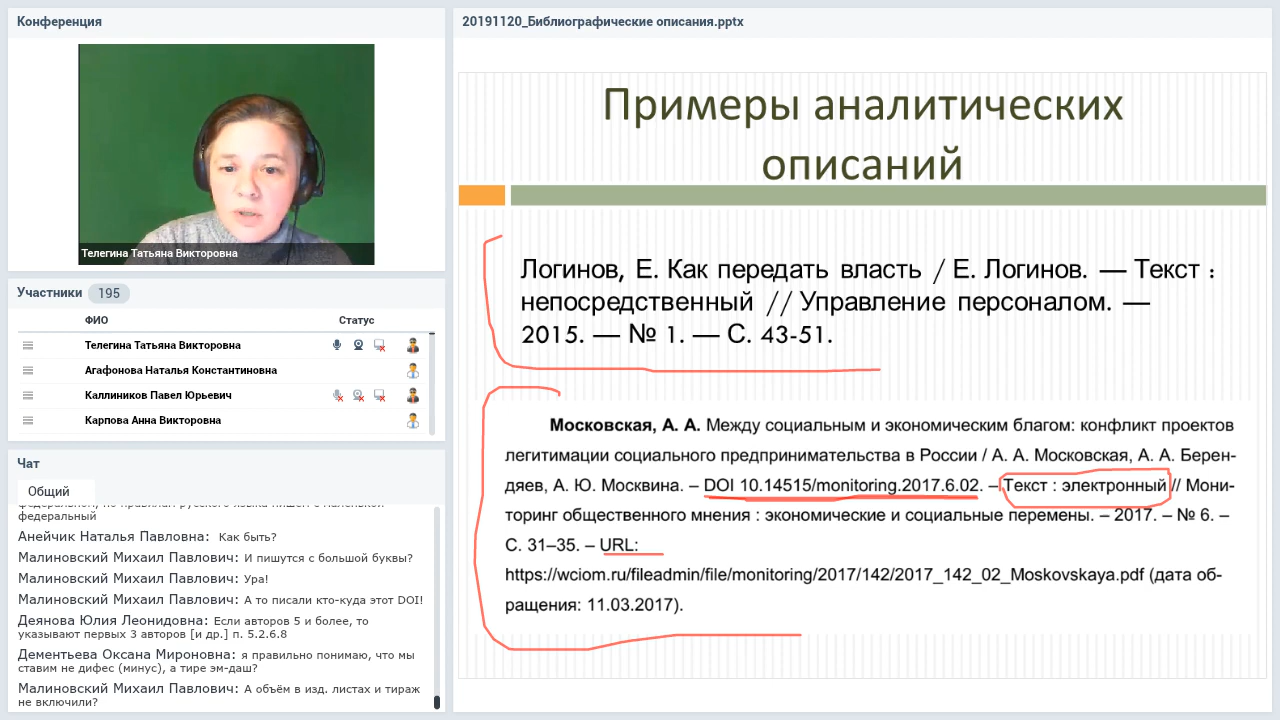 Конференция
Телегина Татьяна Викторовна
Участники 195
ФИО Статус
Телегина Татьяна Викторовна
Агафонова Наталья Константиновна
Каллиников Павел Юрьевич
Карпова Анна Викторовна
Чат
Общий
федеральный
Анейчик Наталья Павловна: Как быть?
Малиновский Михаил Павлович: И пишутся с большой буквы?
Малиновский Михаил Павлович: Ура!
Малиновский Михаил Павлович: А то писали кто-куда этот DOI!
Деянова Юлия Леонидовна: Если авторов 5 и более, то
указывают первых 3 авторов [и др.] п. 5.2.6.8
Дементьева Оксана Мироновна: я правильно понимаю, что мы
ставим не дифес (минус), а тире эм-даш?
Малиновский Михаил Павлович: А объём в изд. листах и тираж
не включили?
20191120_Библиографические описания.pptx
Примеры аналитических
описаний
Логинов, Е. Как передать власть / Е. Логинов. — Текст :
непосредственный // Управление персоналом. —
2015. — № 1. — С. 43-51.
Московская, А. А. Между социальным и экономическим благом: конфликт проектов
легитимации социального предпринимательства в России / А. А. Московская, А. А. Берен-
дяев, А. Ю. Москвина. – DOI 10.14515/monitoring.2017.6.02. – Текст : электронный // Мони-
торинг общественного мнения : экономические и социальные перемены. – 2017. – № 6. –
С. 31–35. – URL:
https://wciom.ru/fileadmin/file/monitoring/2017/142/2017_142_02_Moskovskaya.pdf (дата об-
ращения: 11.03.2017).